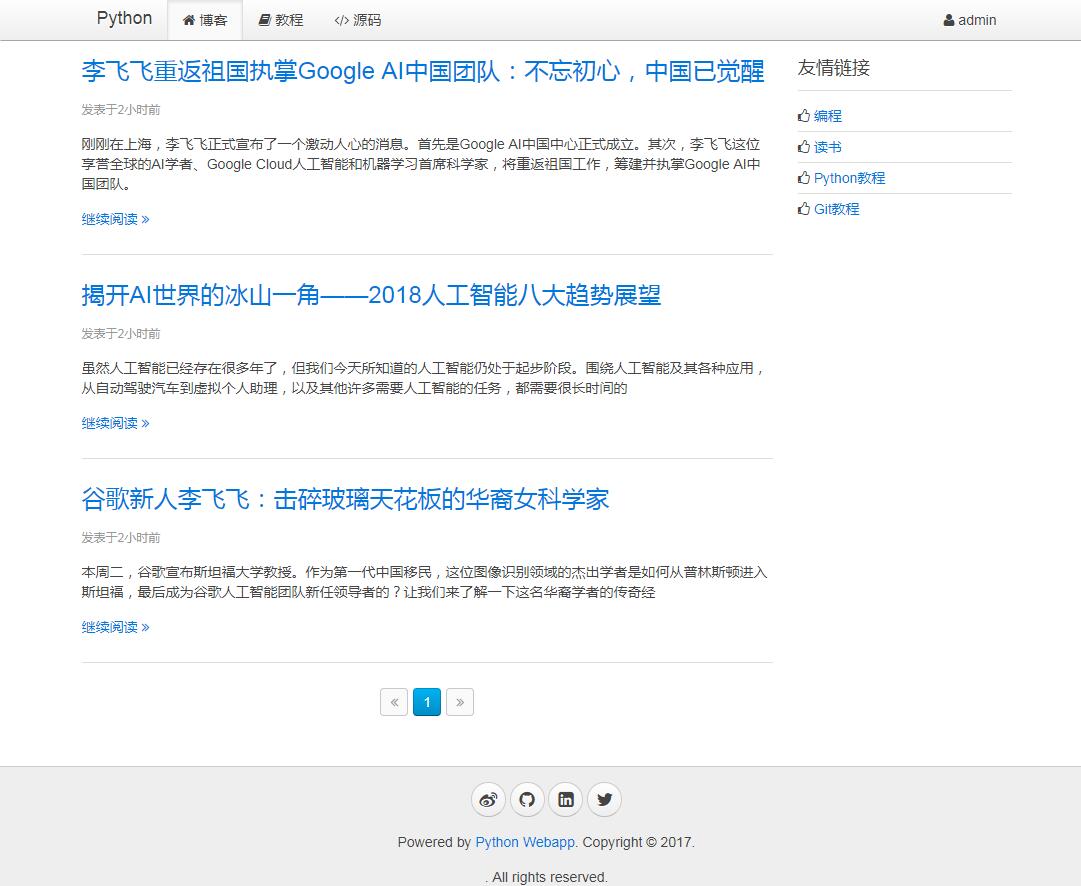 Python 博客 教程 </> 源码 admin
李飞飞重返祖国执掌Google AI中国团队：不忘初心，中国已觉醒
发表于2小时前
刚刚在上海，李飞飞正式宣布了一个激动人心的消息。首先是Google AI中国中心正式成立。其次，李飞飞这位
享誉全球的AI学者、Google Cloud人工智能和机器学习首席科学家，将重返祖国工作，筹建并执掌Google AI中
国团队。
继续阅读 »
揭开AI世界的冰山一角——2018人工智能八大趋势展望
发表于2小时前
虽然人工智能已经存在很多年了，但我们今天所知道的人工智能仍处于起步阶段。围绕人工智能及其各种应用，
从自动驾驶汽车到虚拟个人助理，以及其他许多需要人工智能的任务，都需要很长时间的
继续阅读 »
谷歌新人李飞飞：击碎玻璃天花板的华裔女科学家
发表于2小时前
本周二，谷歌宣布斯坦福大学教授。作为第一代中国移民，这位图像识别领域的杰出学者是如何从普林斯顿进入
斯坦福，最后成为谷歌人工智能团队新任领导者的？让我们来了解一下这名华裔学者的传奇经
继续阅读 »
« 1 »
友情链接
编程
读书
Python教程
Git教程
Powered by Python Webapp. Copyright © 2017.
. All rights reserved.